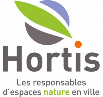 Hortis
Les responsables
d'espaces nature en ville